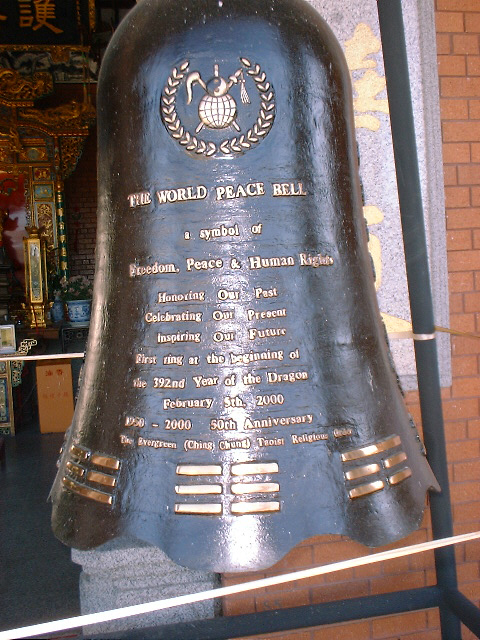 護
THE WORLD PEACE BELL
a symbol of
Freedom, Peace & Human Rights
Honoring Our Past
Celebrating Our Present
Inspiring Our Future
First ring at the beginning of
the 392nd Year of the Dragon
February 5th, 2000
1950 - 2000 50th Anniversary
The Evergreen (Ching Chung) Taoist Religious Order